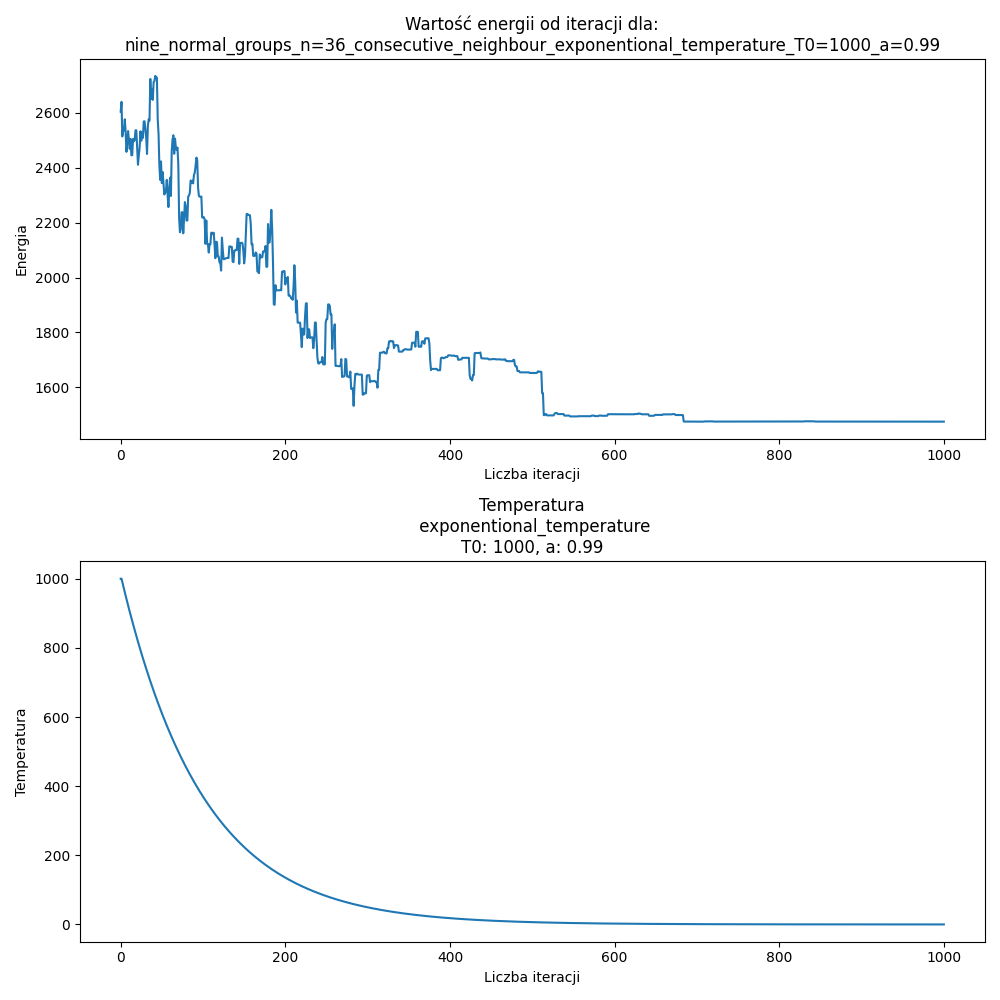 Wartość energii od iteracji dla:
nine_normal_groups_n=36_consecutive_neighbour_exponentional_temperature_T0=1000_a=0.99
2600
2400
2200
2000
1800
1600
Energia
0 200 400 600 800 1000
Liczba iteracji
Temperatura
exponentional_temperature
T0: 1000, a: 0.99
1000
800
600
400
200
0
Temperatura
0 200 400 600 800 1000
Liczba iteracji